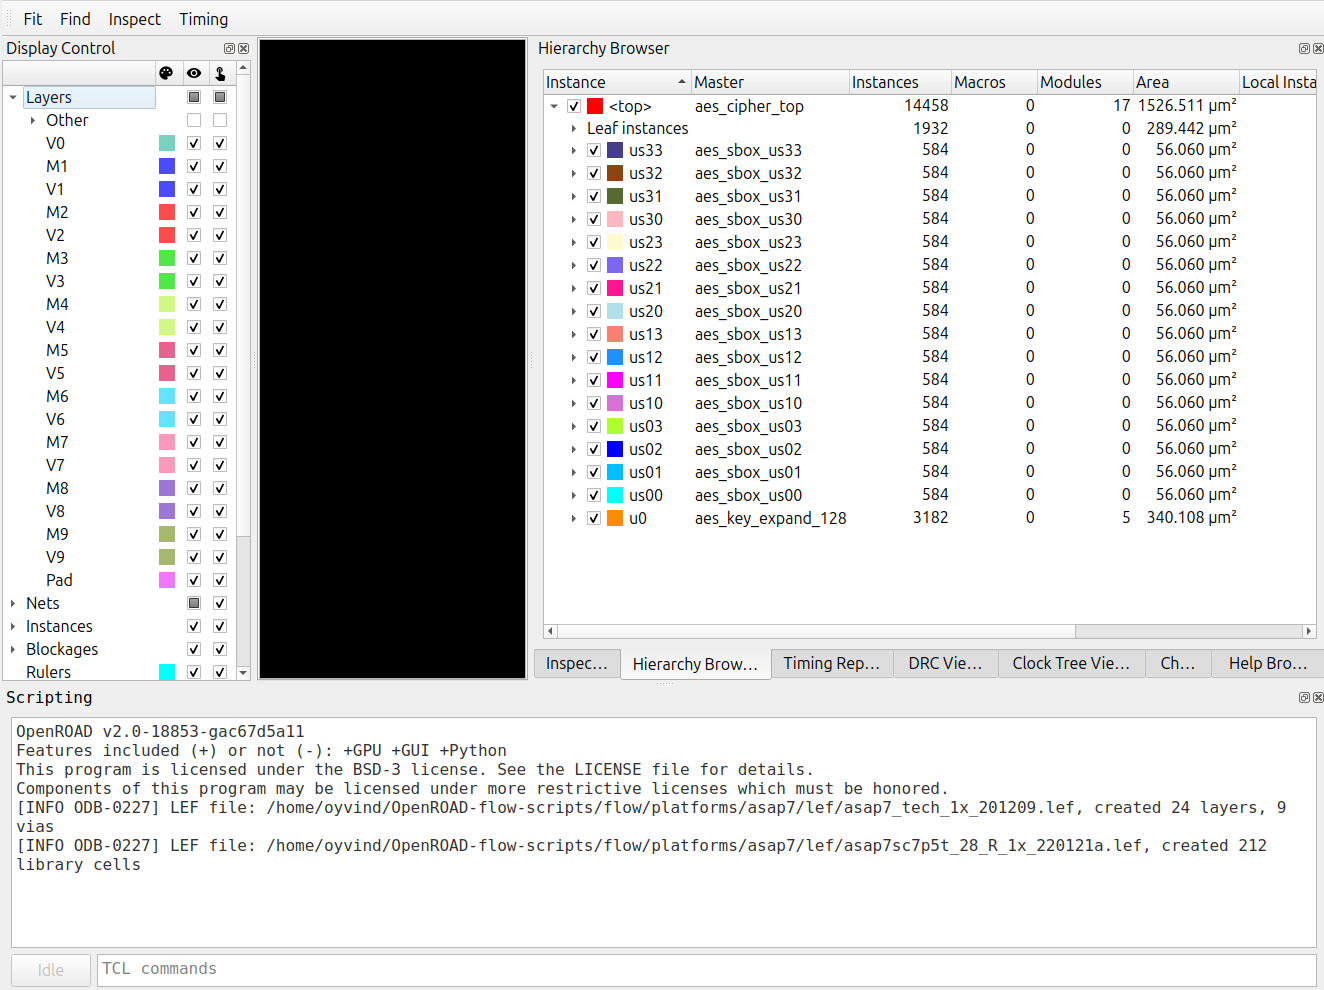 Fit Find Inspect Timing
Display Control
Layers
Other
V0
M1
V1
M2
V2
M3
V3
M4
V4
M5
V5
M6
V6
M7
V7
M8
V8
M9
V9
Pad
Nets
Instances
Blockages
Rulers
Hierarchy Browser
Instance Master Instances Macros Modules Area Local Insta
<top> aes_cipher_top 14458 0 17 1526.511 µm²
Leaf instances 1932 0 0 289.442 µm²
us33 aes_sbox_us33 584 0 0 56.060 µm²
us32 aes_sbox_us32 584 0 0 56.060 µm²
us31 aes_sbox_us31 584 0 0 56.060 µm²
us30 aes_sbox_us30 584 0 0 56.060 µm²
us23 aes_sbox_us23 584 0 0 56.060 µm²
us22 aes_sbox_us22 584 0 0 56.060 µm²
us21 aes_sbox_us21 584 0 0 56.060 µm²
us20 aes_sbox_us20 584 0 0 56.060 µm²
us13 aes_sbox_us13 584 0 0 56.060 µm²
us12 aes_sbox_us12 584 0 0 56.060 µm²
us11 aes_sbox_us11 584 0 0 56.060 µm²
us10 aes_sbox_us10 584 0 0 56.060 µm²
us03 aes_sbox_us03 584 0 0 56.060 µm²
us02 aes_sbox_us02 584 0 0 56.060 µm²
us01 aes_sbox_us01 584 0 0 56.060 µm²
us00 aes_sbox_us00 584 0 0 56.060 µm²
u0 aes_key_expand_128 3182 0 5 340.108 µm²
Inspec... Hierarchy Brow... Timing Rep... DRC Vie... Clock Tree Vie... Ch... Help Bro...
Scripting
OpenROAD v2.0-18853-gac67d5a11
Features included (+) or not (-): +GPU +GUI +Python
This program is licensed under the BSD-3 license. See the LICENSE file for details.
Components of this program may be licensed under more restrictive licenses which must be honored.
[INFO ODB-0227] LEF file: /home/oyvind/OpenROAD-flow-scripts/flow/platforms/asap7/lef/asap7_tech_1x_201209.lef, created 24 layers, 9
vias
[INFO ODB-0227] LEF file: /home/oyvind/OpenROAD-flow-scripts/flow/platforms/asap7/lef/asap7sc7p5t_28_R_1x_220121a.lef, created 212
library cells
Idle TCL commands